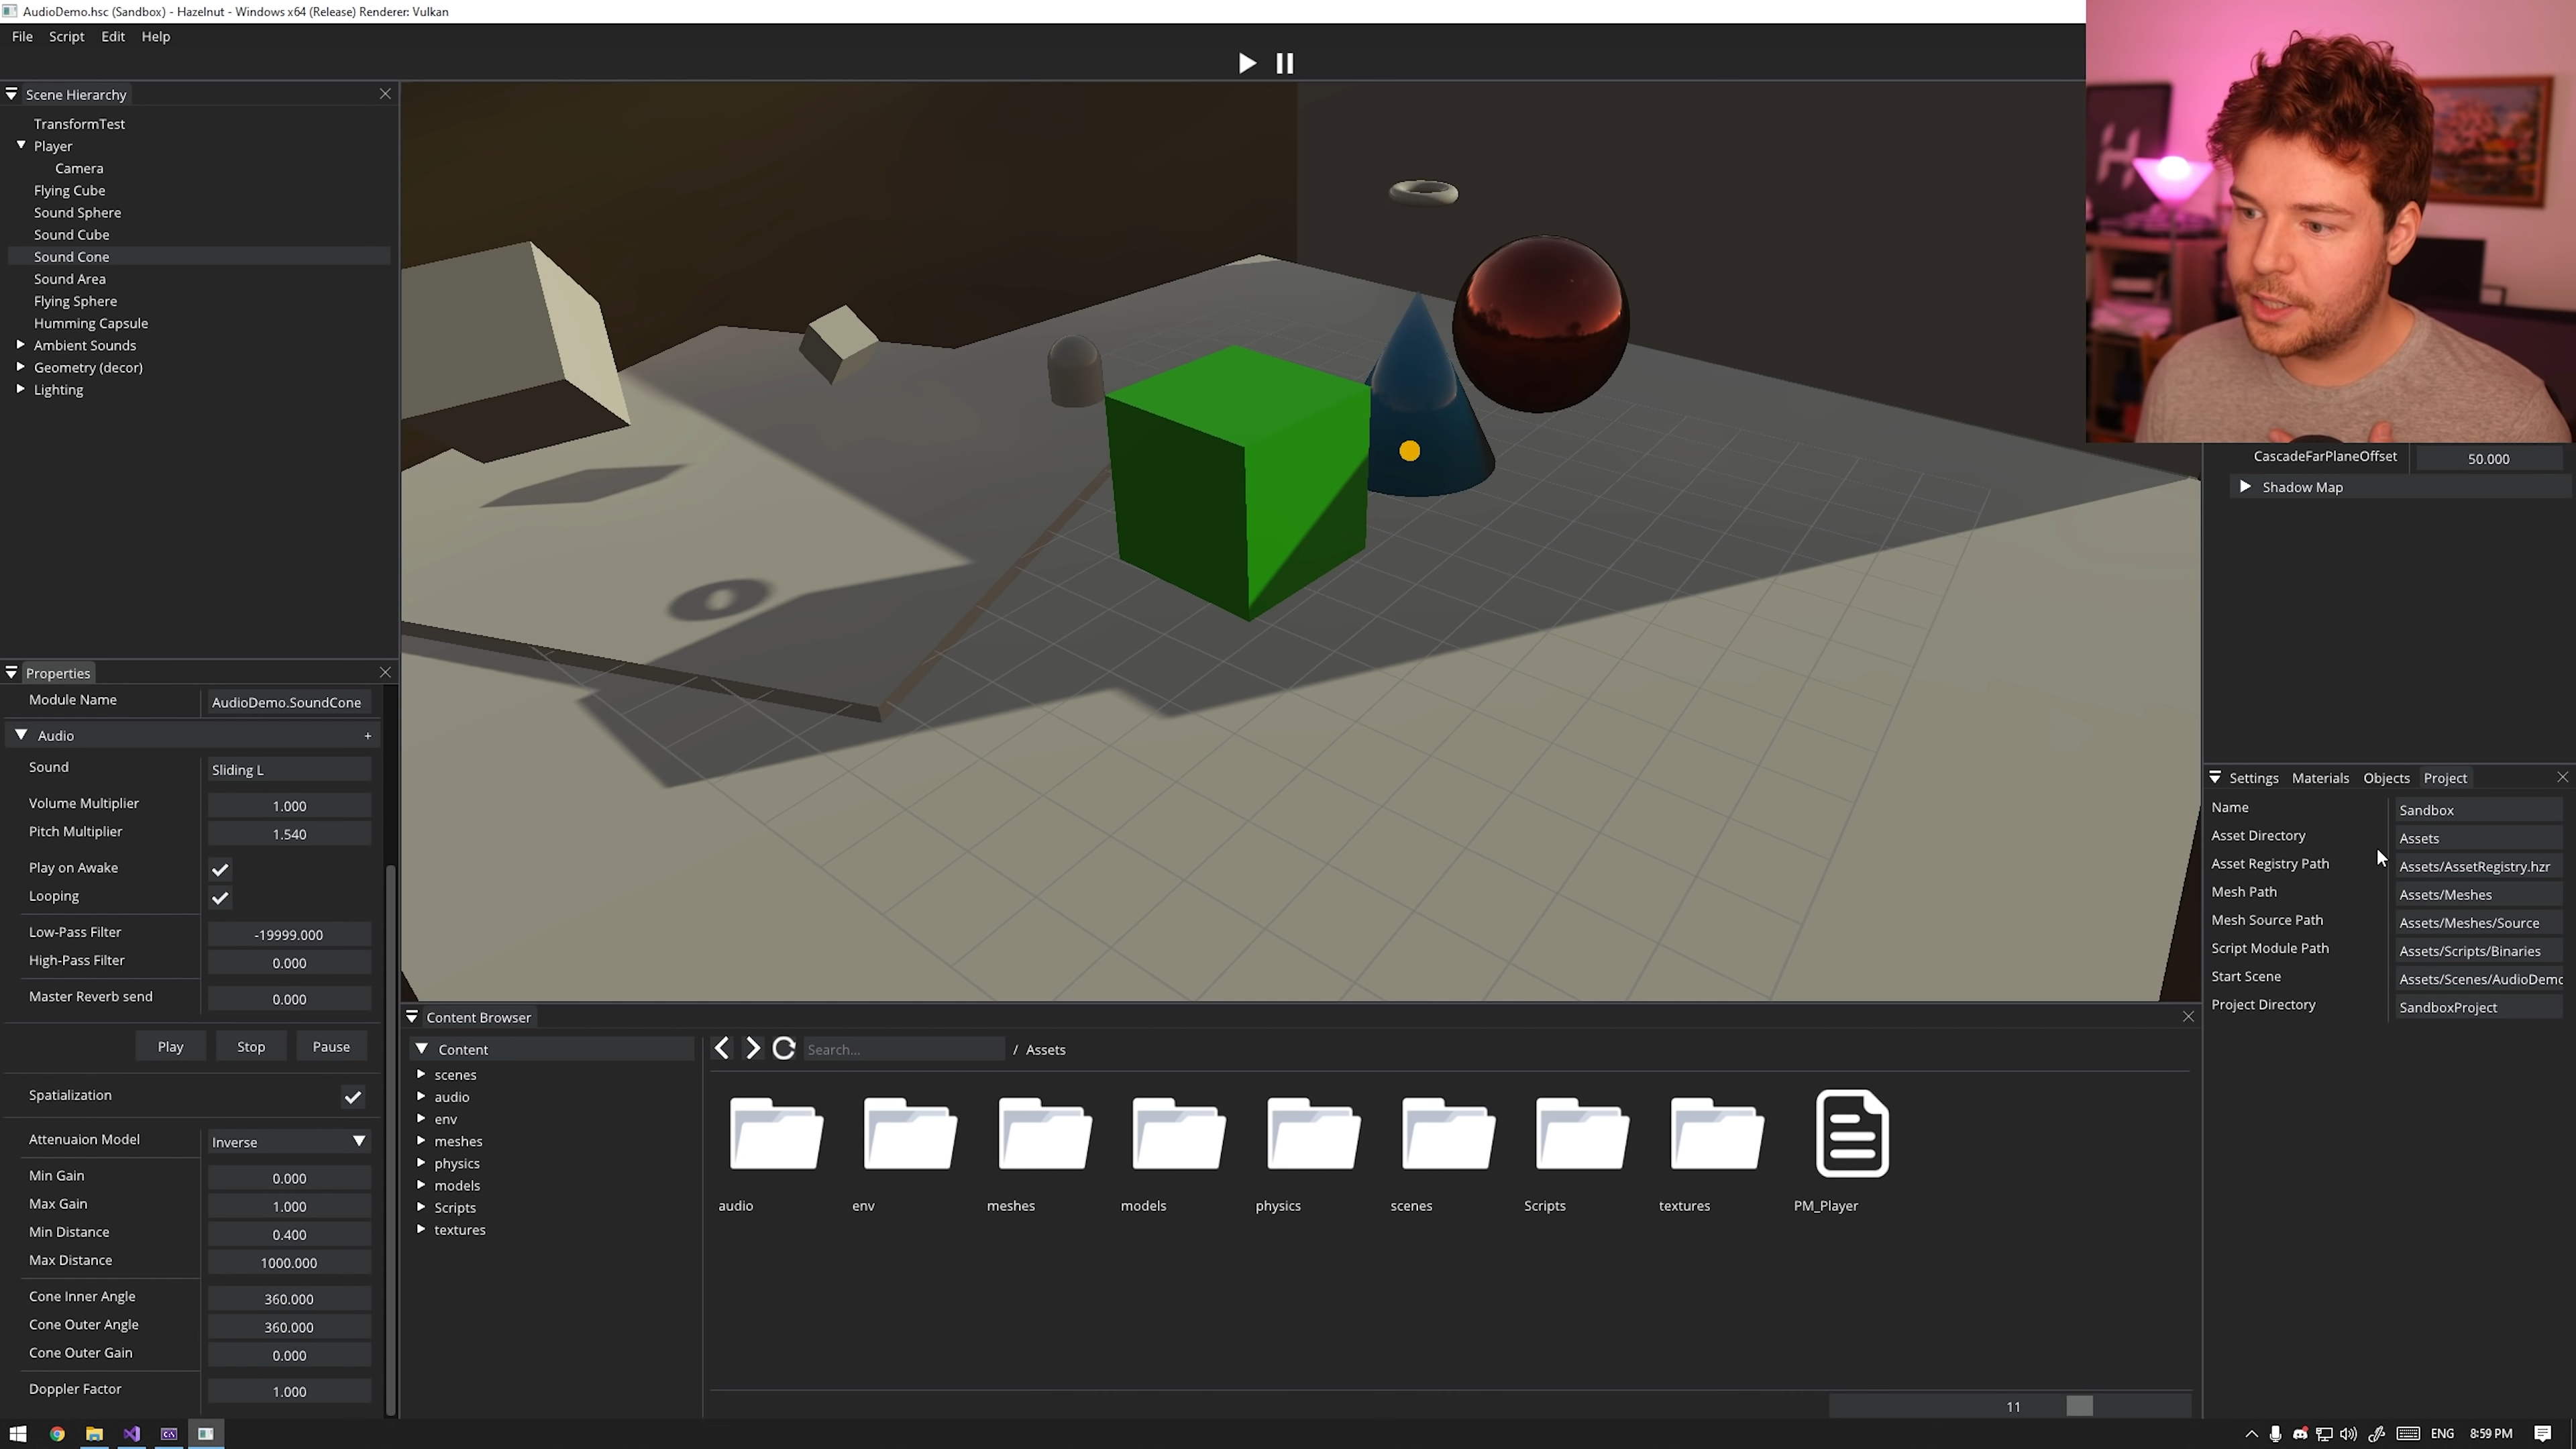 AudioDemo.hsc (Sandbox) - Hazelnut - Windows x64 (Release) Renderer: Vulkan
File Script Edit Help
Scene Hierarchy
TransformTest
Player
Camera
Flying Cube
Sound Sphere
Sound Cube
Sound Cone
Sound Area
Flying Sphere
Humming Capsule
Ambient Sounds
Geometry (decor)
Lighting
Properties
Module Name AudioDemo.SoundCone
Audio +
Sound Sliding L
Volume Multiplier 1.000
Pitch Multiplier 1.540
Play on Awake
Looping
Low-Pass Filter -19999.000
High-Pass Filter 0.000
Master Reverb send 0.000
Play Stop Pause
Spatialization
Attenuaion Model Inverse
Min Gain 0.000
Max Gain 1.000
Min Distance 0.400
Max Distance 1000.000
Cone Inner Angle 360.000
Cone Outer Angle 360.000
Cone Outer Gain 0.000
Doppler Factor 1.000
Content Browser
Content
scenes
audio
env
meshes
physics
models
Scripts
textures
Search... / Assets
audio env meshes models physics scenes Scripts textures PM_Player
11
CascadeFarPlaneOffset 50.000
Shadow Map
Settings Materials Objects Project
Name Sandbox
Asset Directory Assets
Asset Registry Path Assets/AssetRegistry.hzr
Mesh Path Assets/Meshes
Mesh Source Path Assets/Meshes/Source
Script Module Path Assets/Scripts/Binaries
Start Scene Assets/Scenes/AudioDemo
Project Directory SandboxProject
ENG 8:59 PM